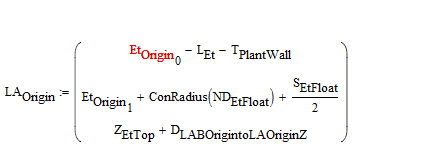 LA_Origin := ( Et_Origin_0 − L_Et − T_PlantWall
Et_Origin_1 + ConRadius(ND_EtFloat) + S_EtFloat / 2
Z_EtTop + D_LABOrigintoLAOriginZ )